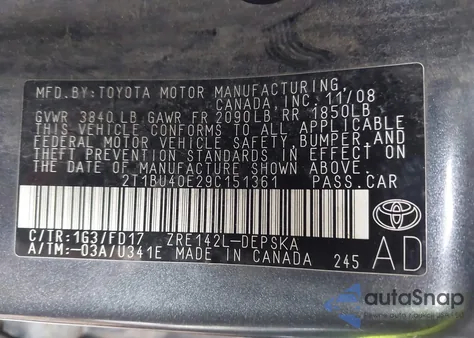 MFD. BY: TOYOTA MOTOR MANUFACTURING,
CANADA, INC. 11/08
GVWR 3840 LB GAWR FR 2090LB RR 1850LB
THIS VEHICLE CONFORMS TO ALL APPLICABLE
FEDERAL MOTOR VEHICLE SAFETY, BUMPER, AND
THEFT PREVENTION STANDARDS IN EFFECT ON
THE DATE OF MANUFACTURE SHOWN ABOVE.
2T1BU40E29C151361 PASS. CAR
C/TR: 1G3/FD17 ZRE142L-DEPSKA
A/TM: -03A/U341E MADE IN CANADA 245
AD
autoSnap